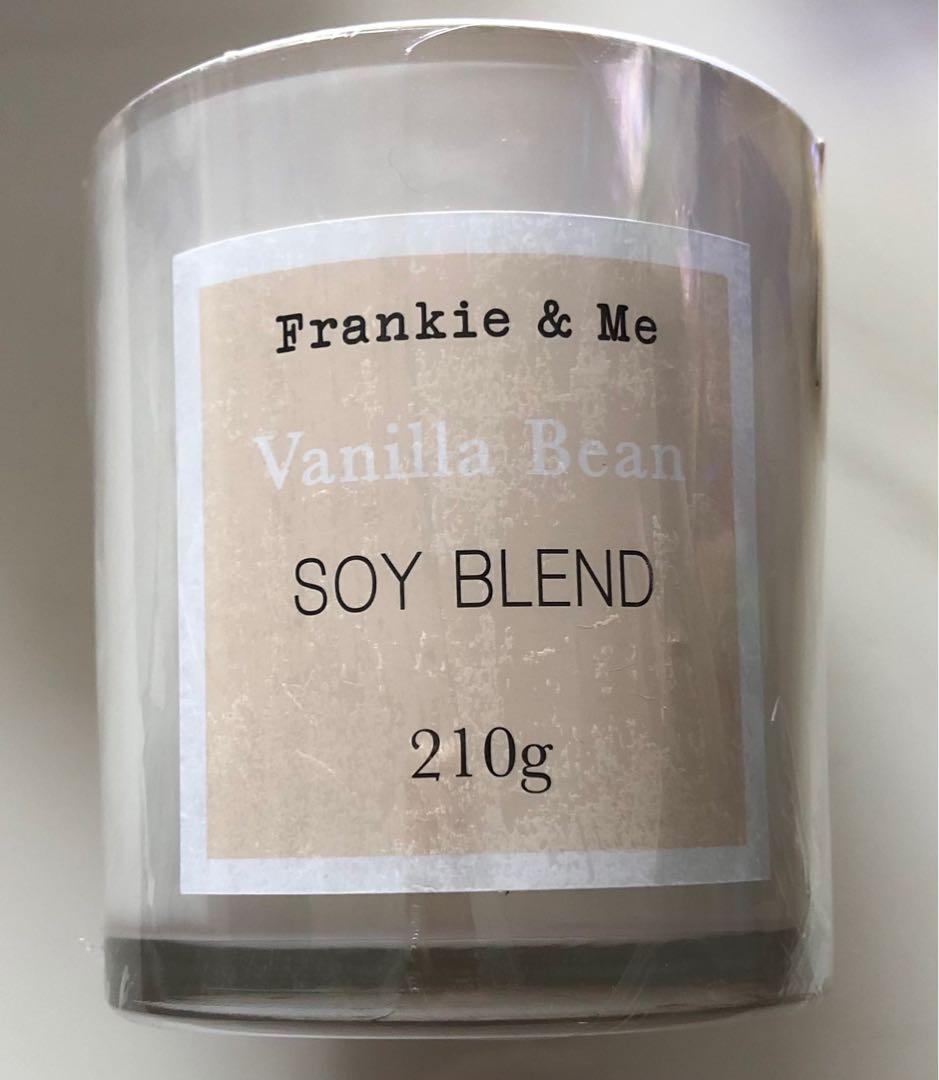 Frankie & Me
Vanilla Bean
SOY BLEND
210g